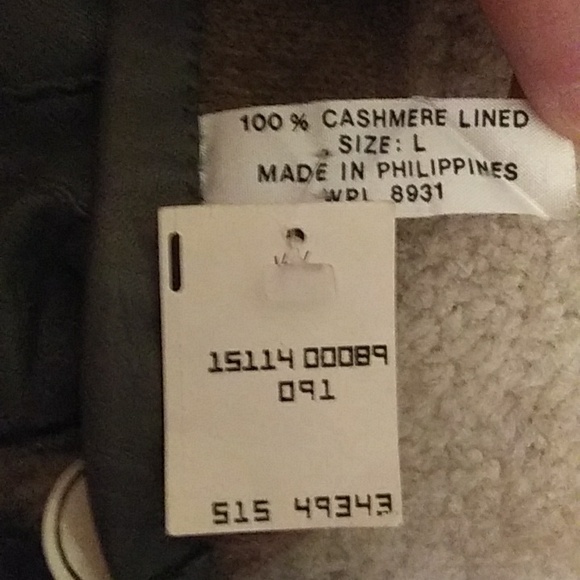 100 % CASHMERE LINED
SIZE: L
MADE IN PHILIPPINES
WPL 8931
15114 00089
091
515 49343